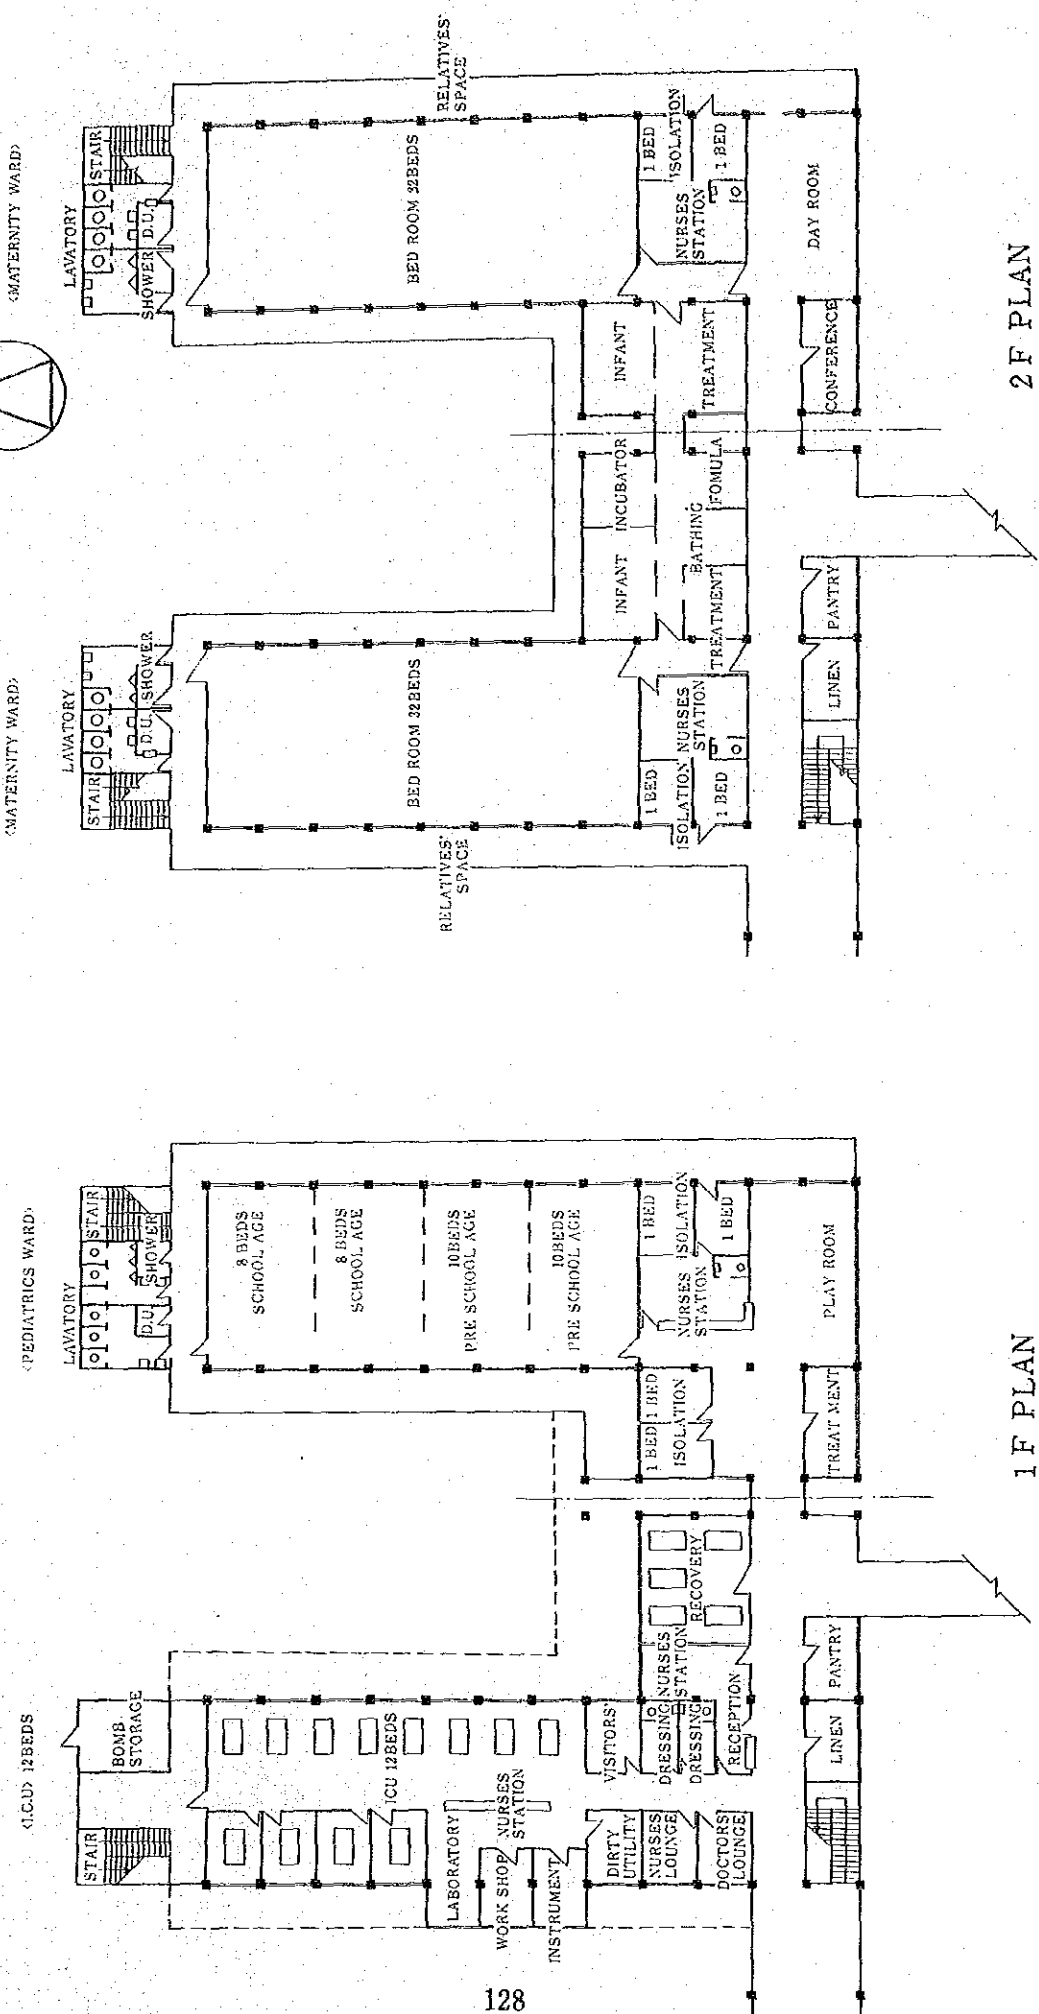 <MATERNITY WARD>
<MATERNITY WARD>
LAVATORY
STAIR
D.U.
SHOWER
LAVATORY
SHOWER
D.U.
STAIR
RELATIVES'
SPACE
BED ROOM 32BEDS
BED ROOM 32BEDS
RELATIVES'
SPACE
1 BED
ISOLATION
1 BED
NURSES
STATION
TREATMENT
INFANT
INCUBATOR
INFANT
BATHING
FOMULA
TREATMENT
NURSES
STATION
1 BED
ISOLATION
1 BED
LINEN
PANTRY
CONFERENCE
DAY ROOM
2F PLAN
<I.C.U> 12BEDS
<PEDIATRICS WARD>
STAIR
BOMB
STORAGE
LAVATORY
D.U.
SHOWER
STAIR
ICU 12BEDS
8 BEDS
SCHOOL AGE
8 BEDS
SCHOOL AGE
10BEDS
PRE SCHOOL AGE
10BEDS
PRE SCHOOL AGE
LABORATORY
WORK SHOP
INSTRUMENT
NURSES
STATION
DIRTY
UTILITY
NURSES
LOUNGE
DOCTORS'
LOUNGE
VISITORS'
DRESSING
DRESSING
RECEPTION
NURSES
STATION
RECOVERY
1 BED
1 BED
ISOLATION
NURSES
STATION
1 BED
ISOLATION
1 BED
LINEN
PANTRY
TREAT MENT
PLAY ROOM
1F PLAN
128